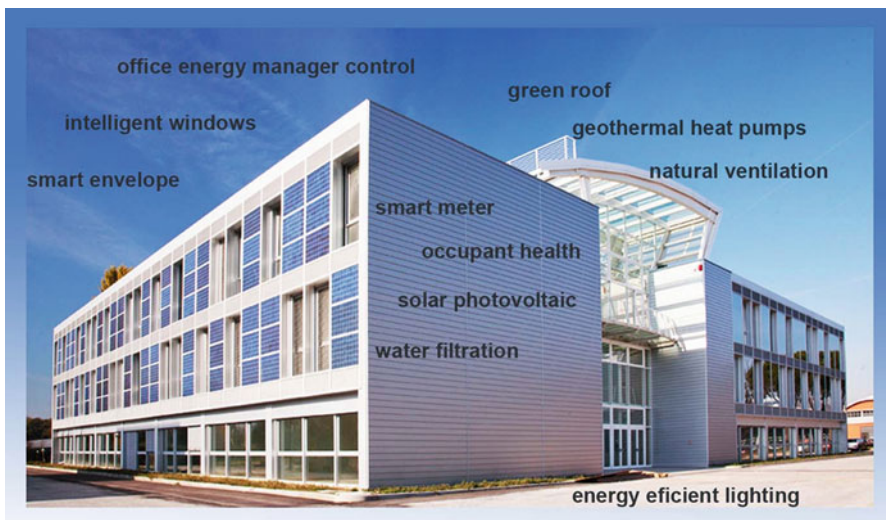 office energy manager control
green roof
intelligent windows
geothermal heat pumps
natural ventilation
smart envelope
smart meter
occupant health
solar photovoltaic
water filtration
energy eficient lighting